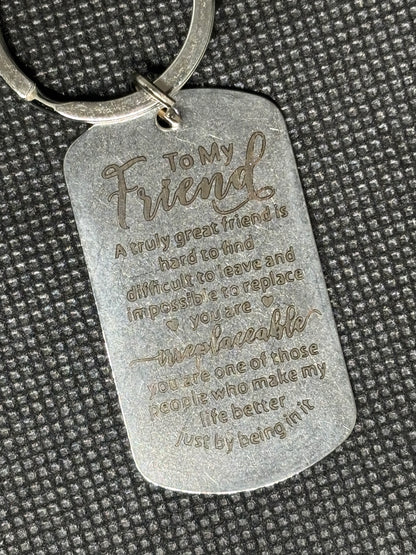 To My
Friend
A truly great friend is
hard to find
difficult to leave and
impossible to replace
you are
irreplaceable
you are one of those
people who make my
life better
just by being in it